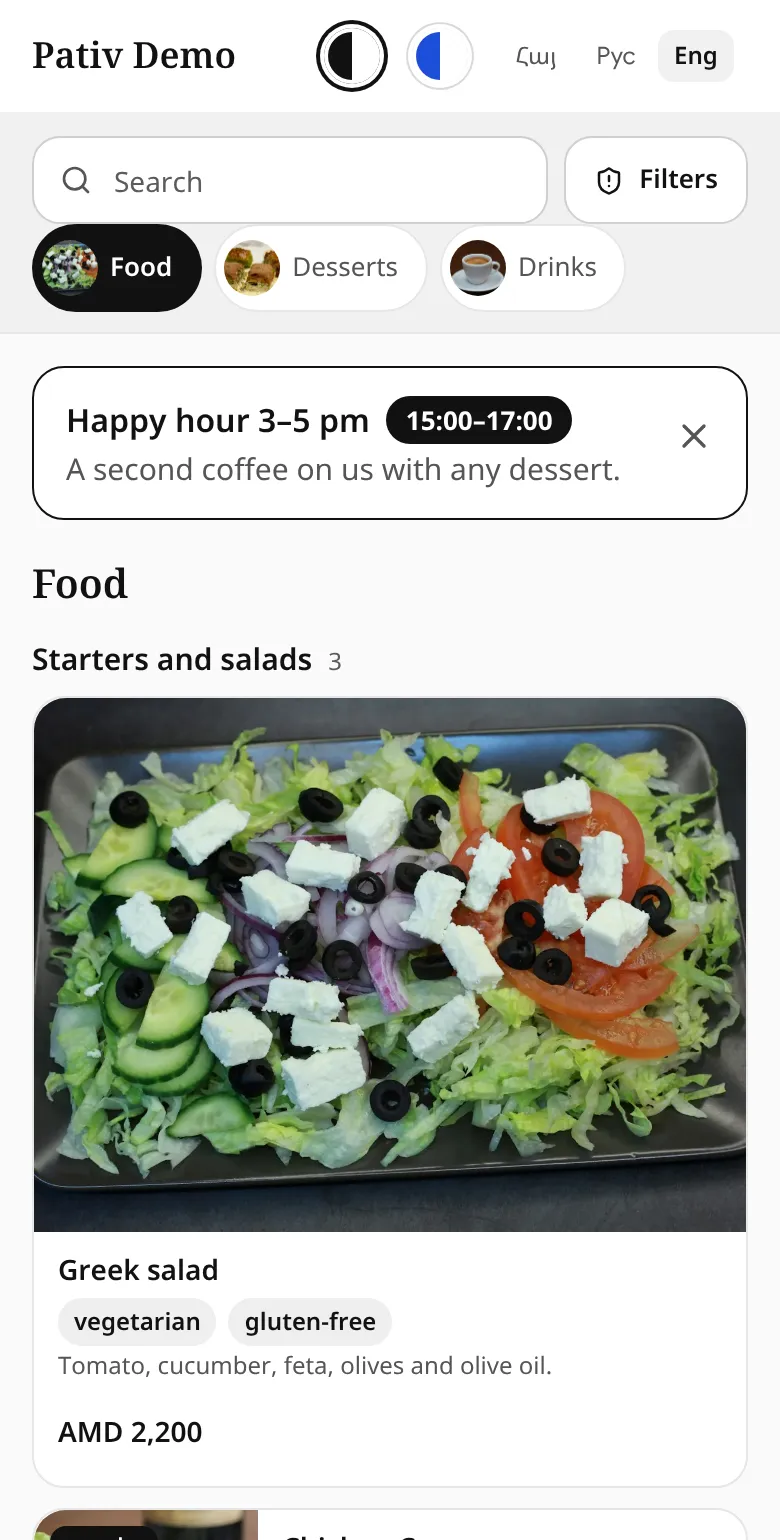 Pativ Demo
Հայ Рус Eng
Search
Filters
Food Desserts Drinks
Happy hour 3–5 pm 15:00–17:00
A second coffee on us with any dessert.
Food
Starters and salads 3
Greek salad
vegetarian gluten-free
Tomato, cucumber, feta, olives and olive oil.
AMD 2,200